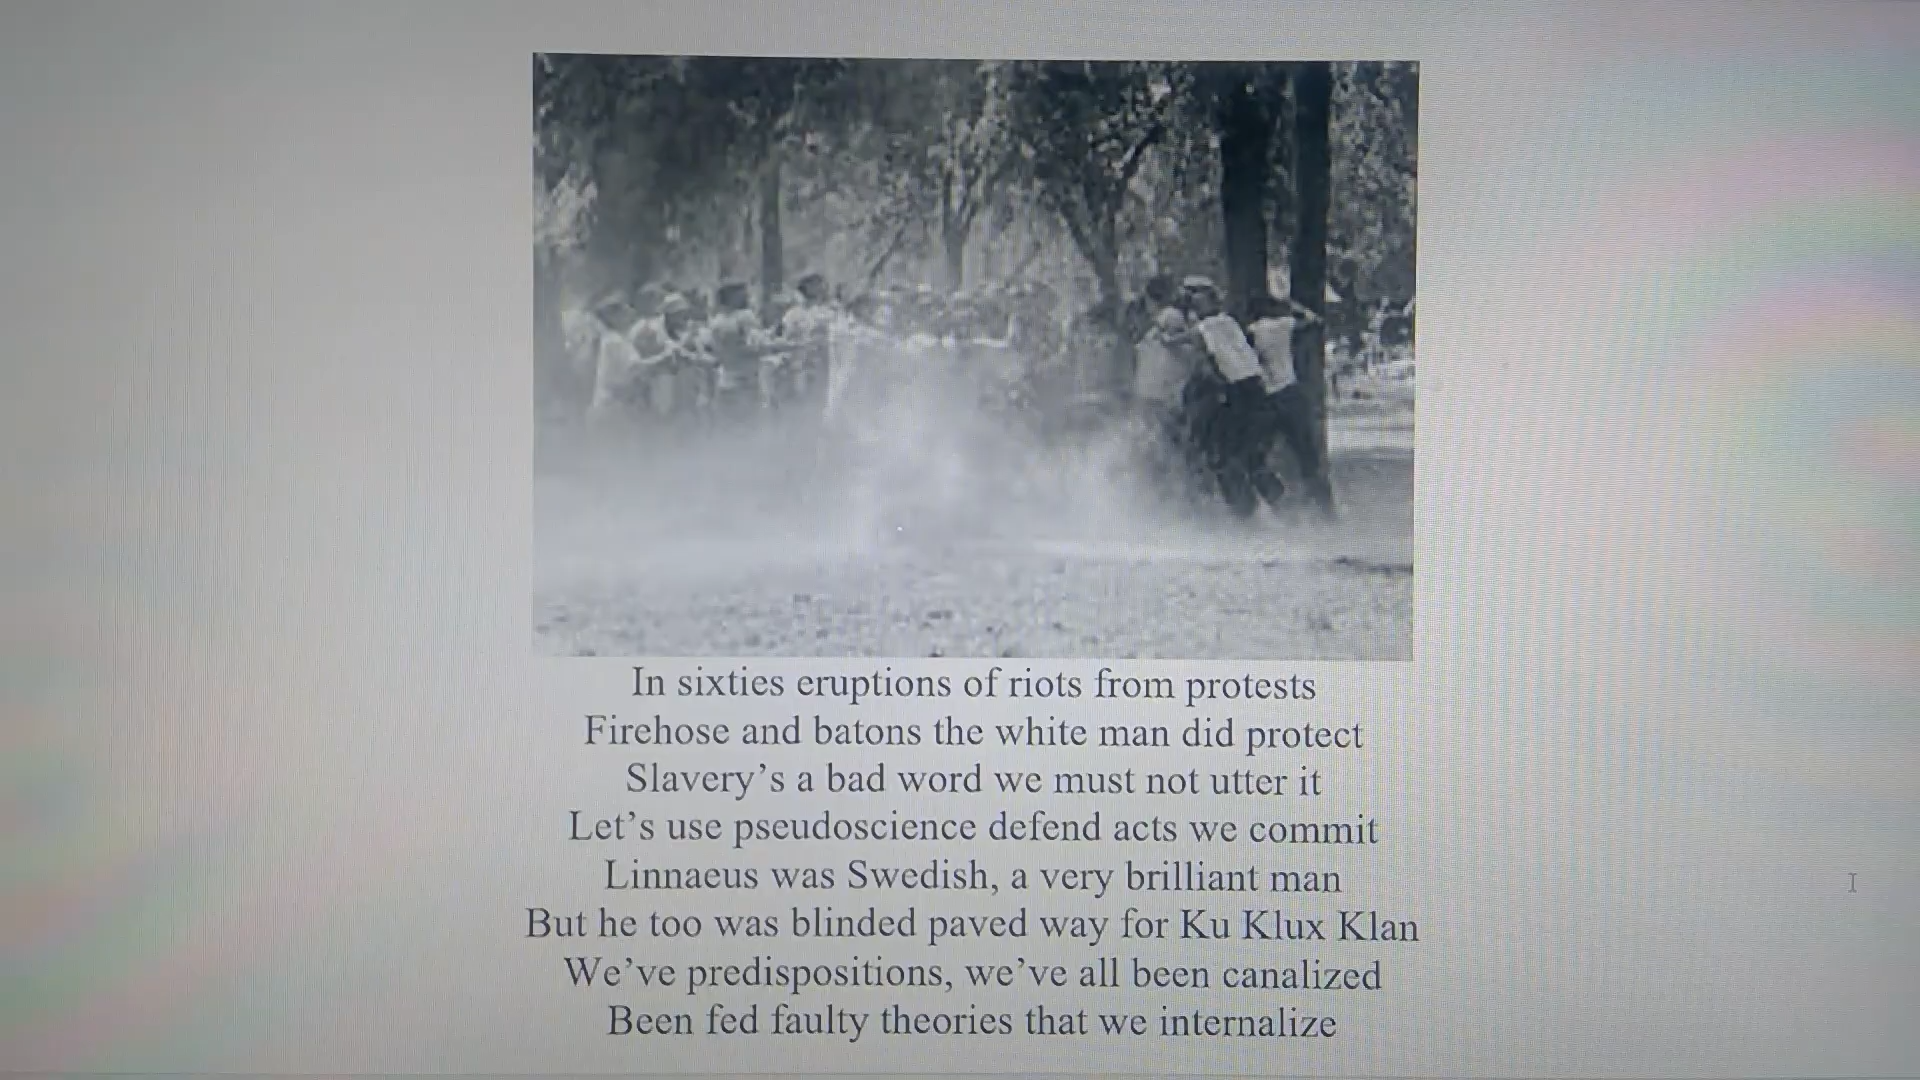 In sixties eruptions of riots from protests
Firehose and batons the white man did protect
Slavery’s a bad word we must not utter it
Let’s use pseudoscience defend acts we commit
Linnaeus was Swedish, a very brilliant man
But he too was blinded paved way for Ku Klux Klan
We’ve predispositions, we’ve all been canalized
Been fed faulty theories that we internalize